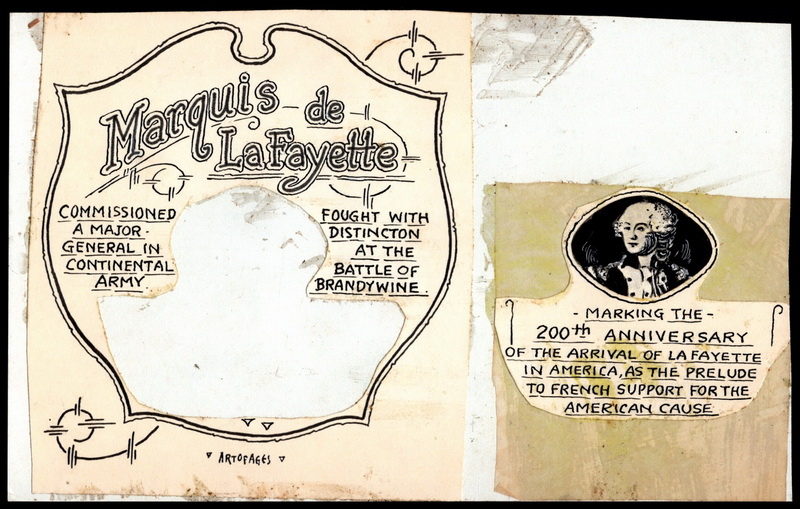 Marquis de
LaFayette
COMMISSIONED
A MAJOR-
GENERAL IN
CONTINENTAL
ARMY.
FOUGHT WITH
DISTINCTON
AT THE
BATTLE OF
BRANDYWINE.
ARTOFAGES
- MARKING THE -
200th ANNIVERSARY
OF THE ARRIVAL OF LAFAYETTE
IN AMERICA, AS THE PRELUDE
TO FRENCH SUPPORT FOR THE
AMERICAN CAUSE